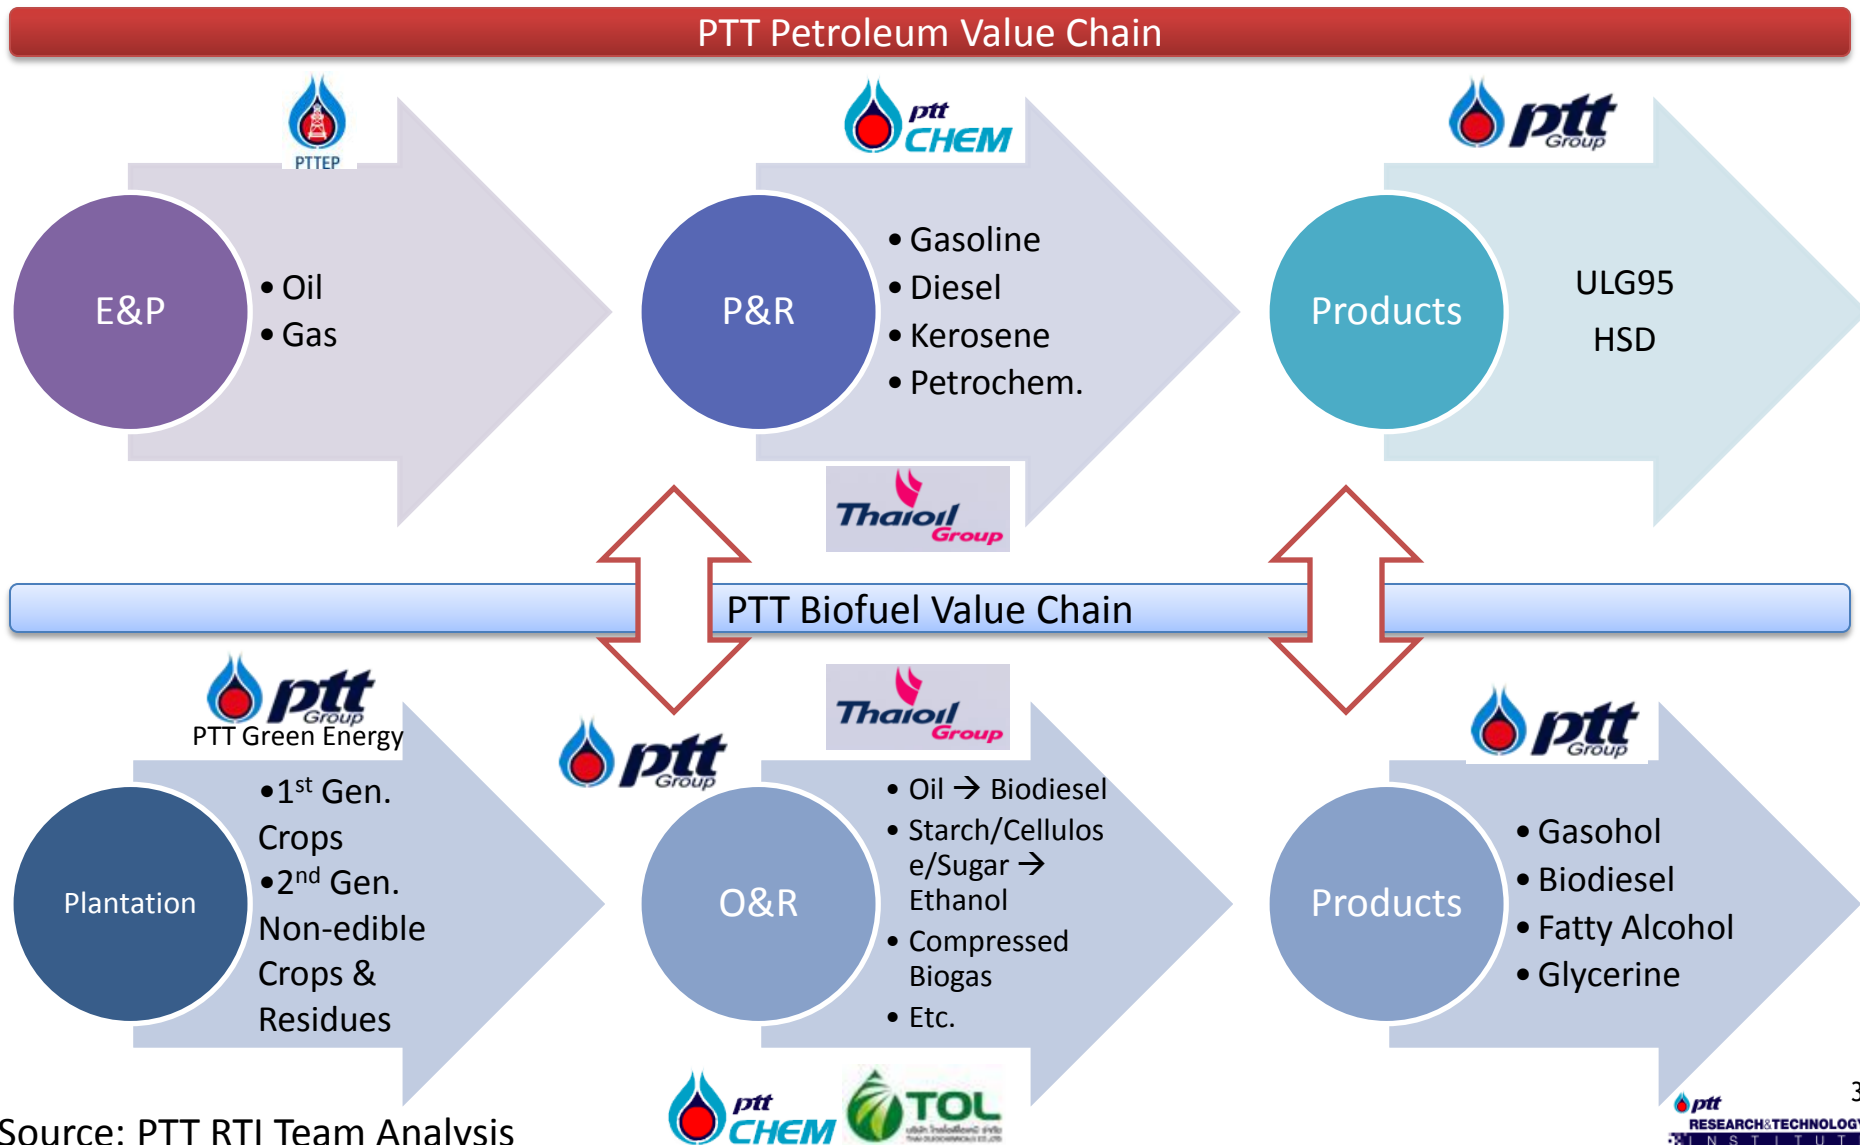 PTT Petroleum Value Chain
PTTEP
ptt
CHEM
ptt
Group
E&P
• Oil
• Gas
P&R
• Gasoline
• Diesel
• Kerosene
• Petrochem.
Products
ULG95
HSD
Thaioil
Group
PTT Biofuel Value Chain
ptt
Group
PTT Green Energy
ptt
Group
Thaioil
Group
ptt
Group
Plantation
•1st Gen.
Crops
•2nd Gen.
Non-edible
Crops &
Residues
O&R
• Oil → Biodiesel
• Starch/Cellulos
e/Sugar →
Ethanol
• Compressed
Biogas
• Etc.
Products
• Gasohol
• Biodiesel
• Fatty Alcohol
• Glycerine
ptt
CHEM
TOL
Source: PTT RTI Team Analysis
3
ptt
RESEARCH&TECHNOLOGY
INSTITUT